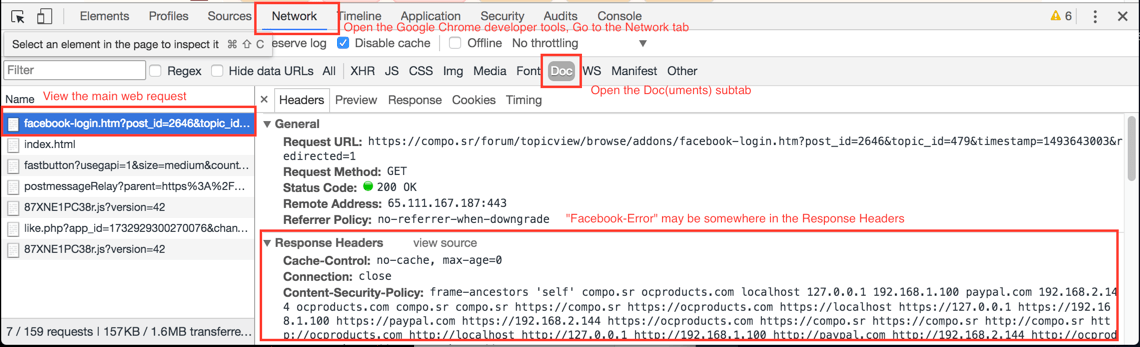 Elements Profiles Sources Network Timeline Application Security Audits Console 6
Open the Google Chrome developer tools, Go to the Network tab
Select an element in the page to inspect it ⌘ ⇧ C
eserve log Disable cache Offline No throttling
Filter Regex Hide data URLs All XHR JS CSS Img Media Font Doc WS Manifest Other
Open the Doc(uments) subtab
Name View the main web request
× Headers Preview Response Cookies Timing
facebook-login.htm?post_id=2646&topic_id…
index.html
fastbutton?usegapi=1&size=medium&count…
postmessageRelay?parent=https%3A%2F…
87XNE1PC38r.js?version=42
like.php?app_id=1732929300270076&chan…
87XNE1PC38r.js?version=42
7 / 159 requests | 157KB / 1.6MB transferre…
General
Request URL: https://compo.sr/forum/topicview/browse/addons/facebook-login.htm?post_id=2646&topic_id=479&timestamp=1493643003&r
edirected=1
Request Method: GET
Status Code: 200 OK
Remote Address: 65.111.167.187:443
Referrer Policy: no-referrer-when-downgrade
"Facebook-Error" may be somewhere in the Response Headers
Response Headers view source
Cache-Control: no-cache, max-age=0
Connection: close
Content-Security-Policy: frame-ancestors 'self' compo.sr ocproducts.com localhost 127.0.0.1 192.168.1.100 paypal.com 192.168.2.14
4 ocproducts.com compo.sr compo.sr https://compo.sr https://ocproducts.com https://localhost https://127.0.0.1 https://192.16
8.1.100 https://paypal.com https://192.168.2.144 https://ocproducts.com https://compo.sr https://compo.sr http://compo.sr htt
p://ocproducts.com http://localhost http://127.0.0.1 http://192.168.1.100 http://paypal.com http://192.168.2.144 http://ocprod